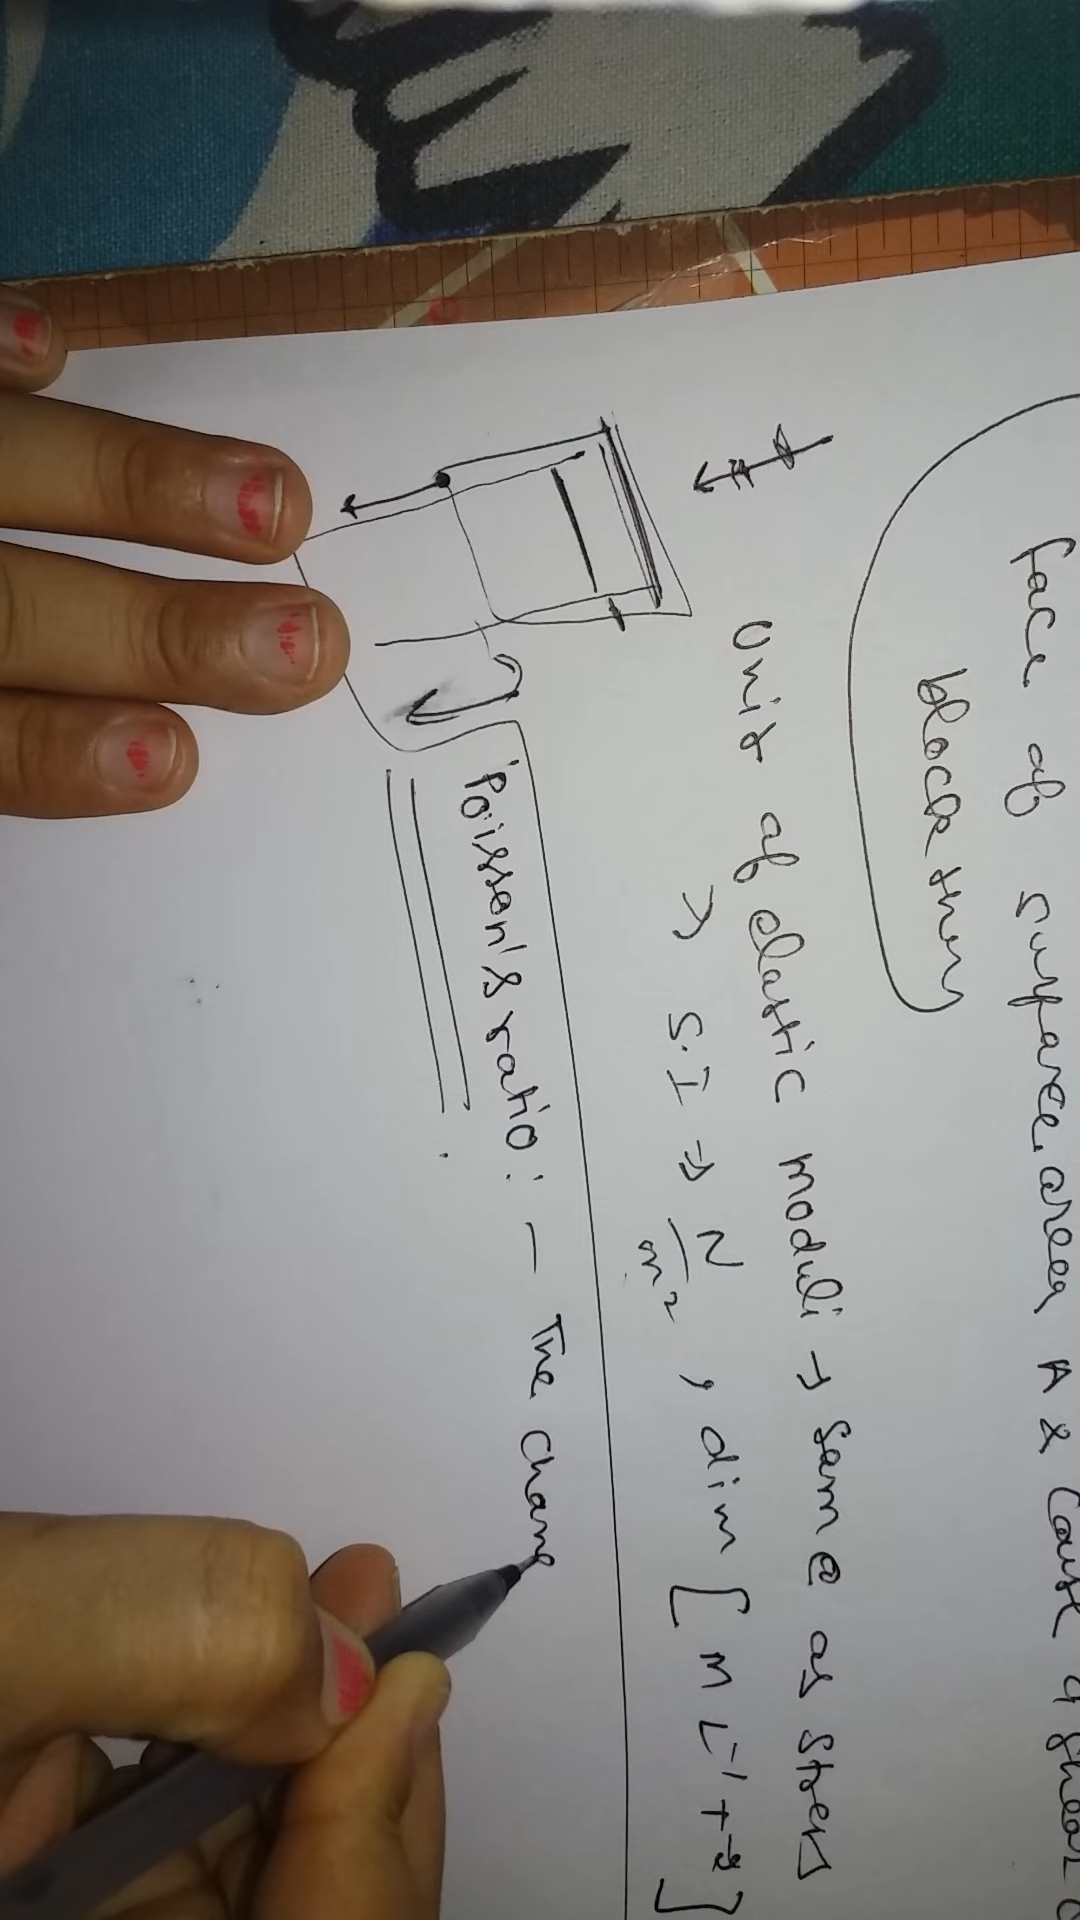 face of surface area A & cause a shear
block then
Unit of elastic moduli → Same as stress
→ S.I → N/m², dim [M L⁻¹ T⁻²]
Poisson's ratio: - The chang